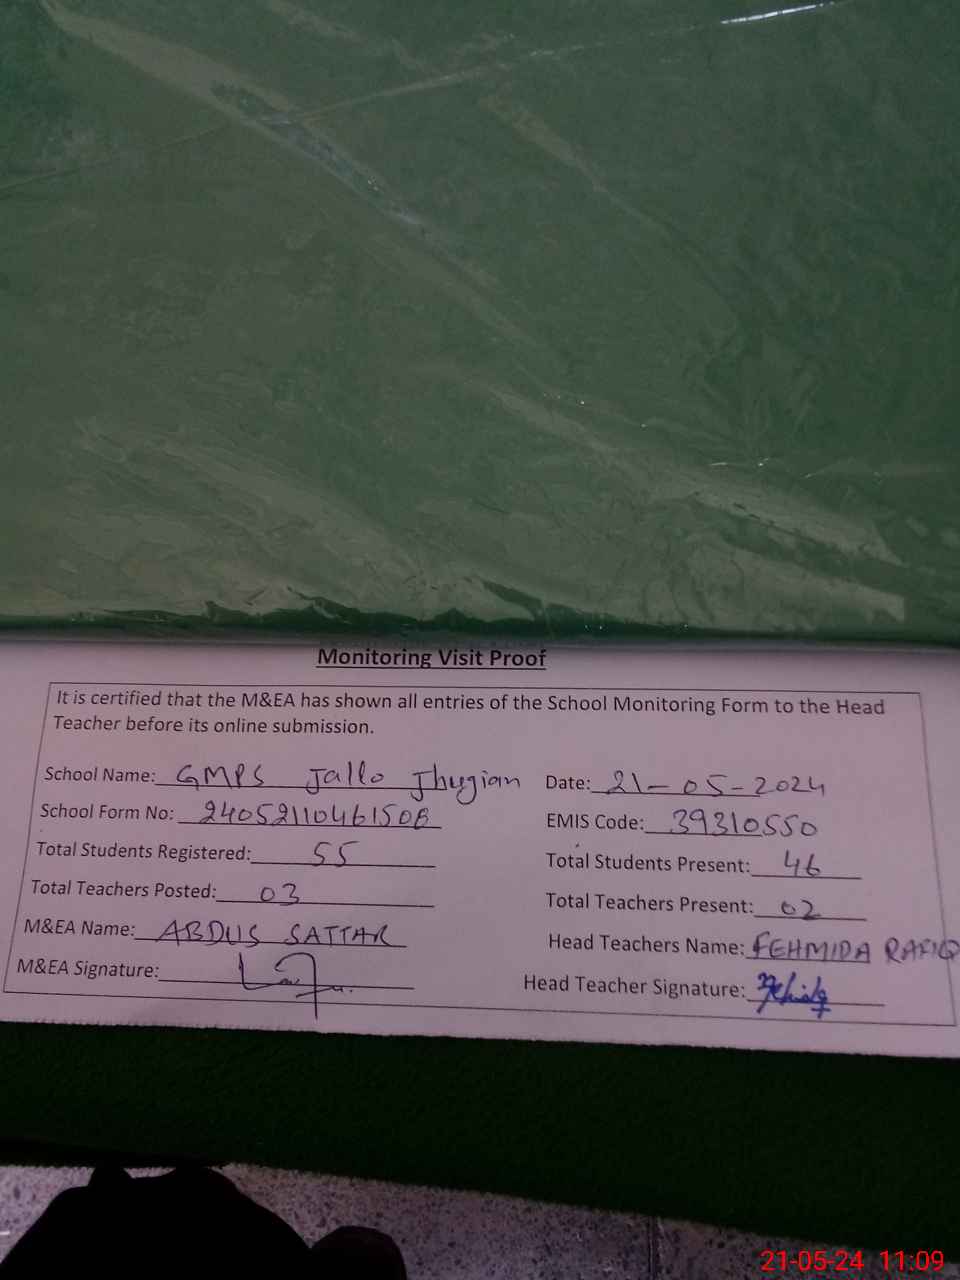 Monitoring Visit Proof
It is certified that the M&EA has shown all entries of the School Monitoring Form to the Head
Teacher before its online submission.
School Name: GMPS Jallo Jhugian Date: 21-05-2024
School Form No: 24052110461508 EMIS Code: 39310550
Total Students Registered: 55 Total Students Present: 46
Total Teachers Posted: 03 Total Teachers Present: 02
M&EA Name: ABDUS SATTAR Head Teachers Name: FEHMIDA RAFIQ
M&EA Signature: Head Teacher Signature:
21-05-24 11:09